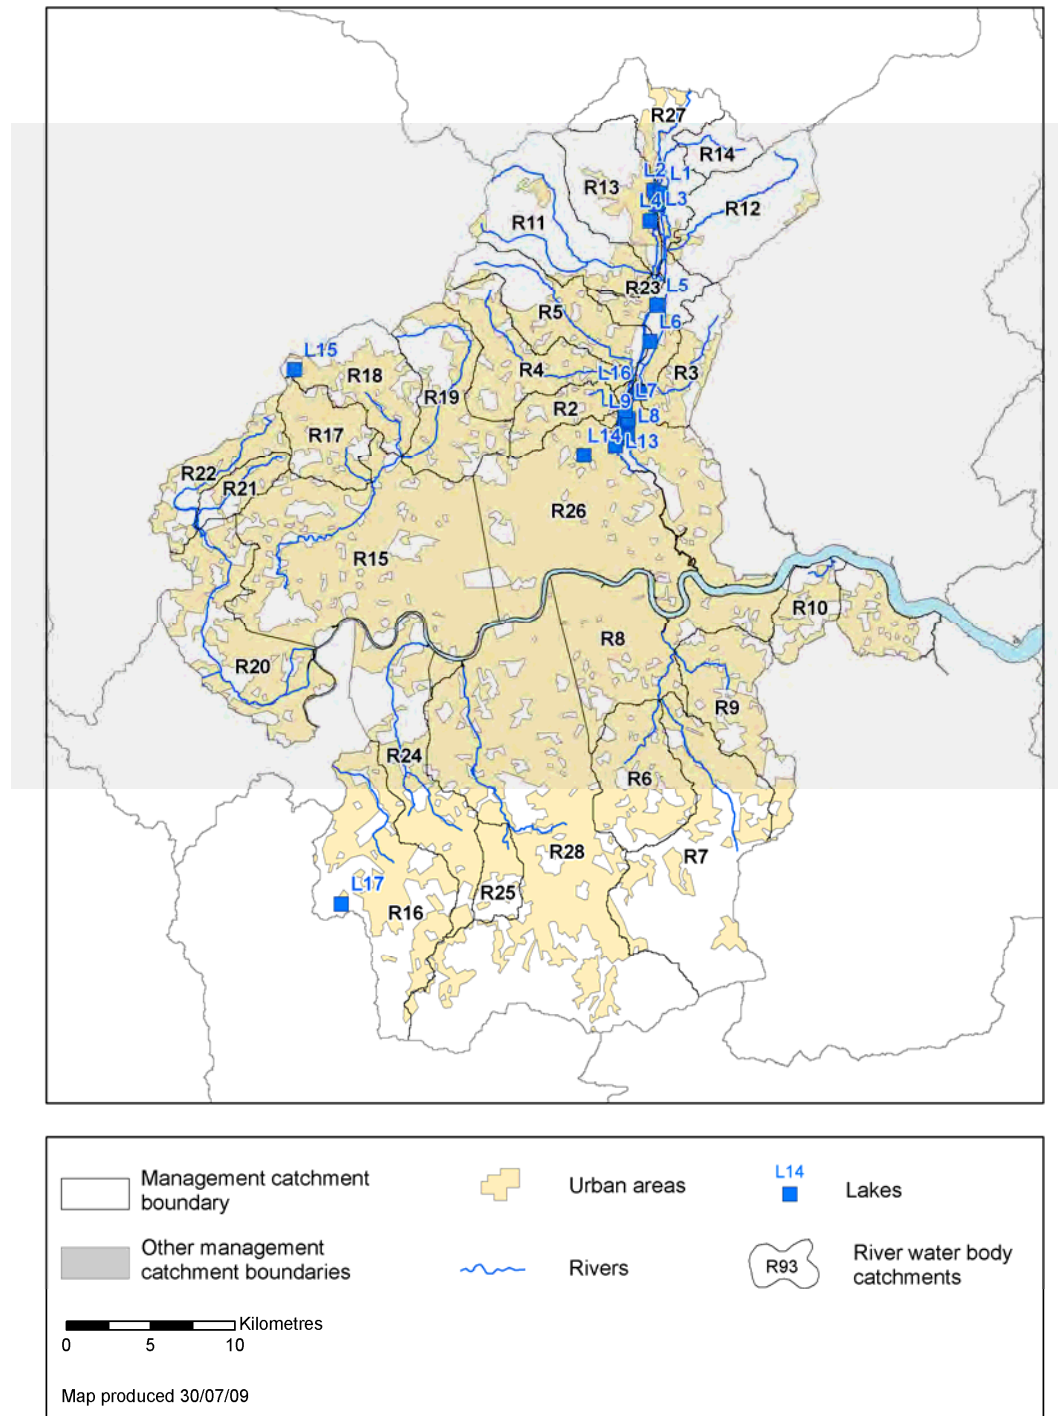 R27
R14
L2 L1
R13
L4 L3
R12
R11
R23
L5
R5
L6
L15
R18
R4
L16
R3
R19
L7
R2
L9
L8
R17
L14
L13
R22
R21
R26
R15
R10
R8
R20
R9
R24
R6
R28
R7
L17
R25
R16
Management catchment
boundary
Urban areas
L14
Lakes
Other management
catchment boundaries
Rivers
R93
River water body
catchments
Kilometres
0 5 10
Map produced 30/07/09